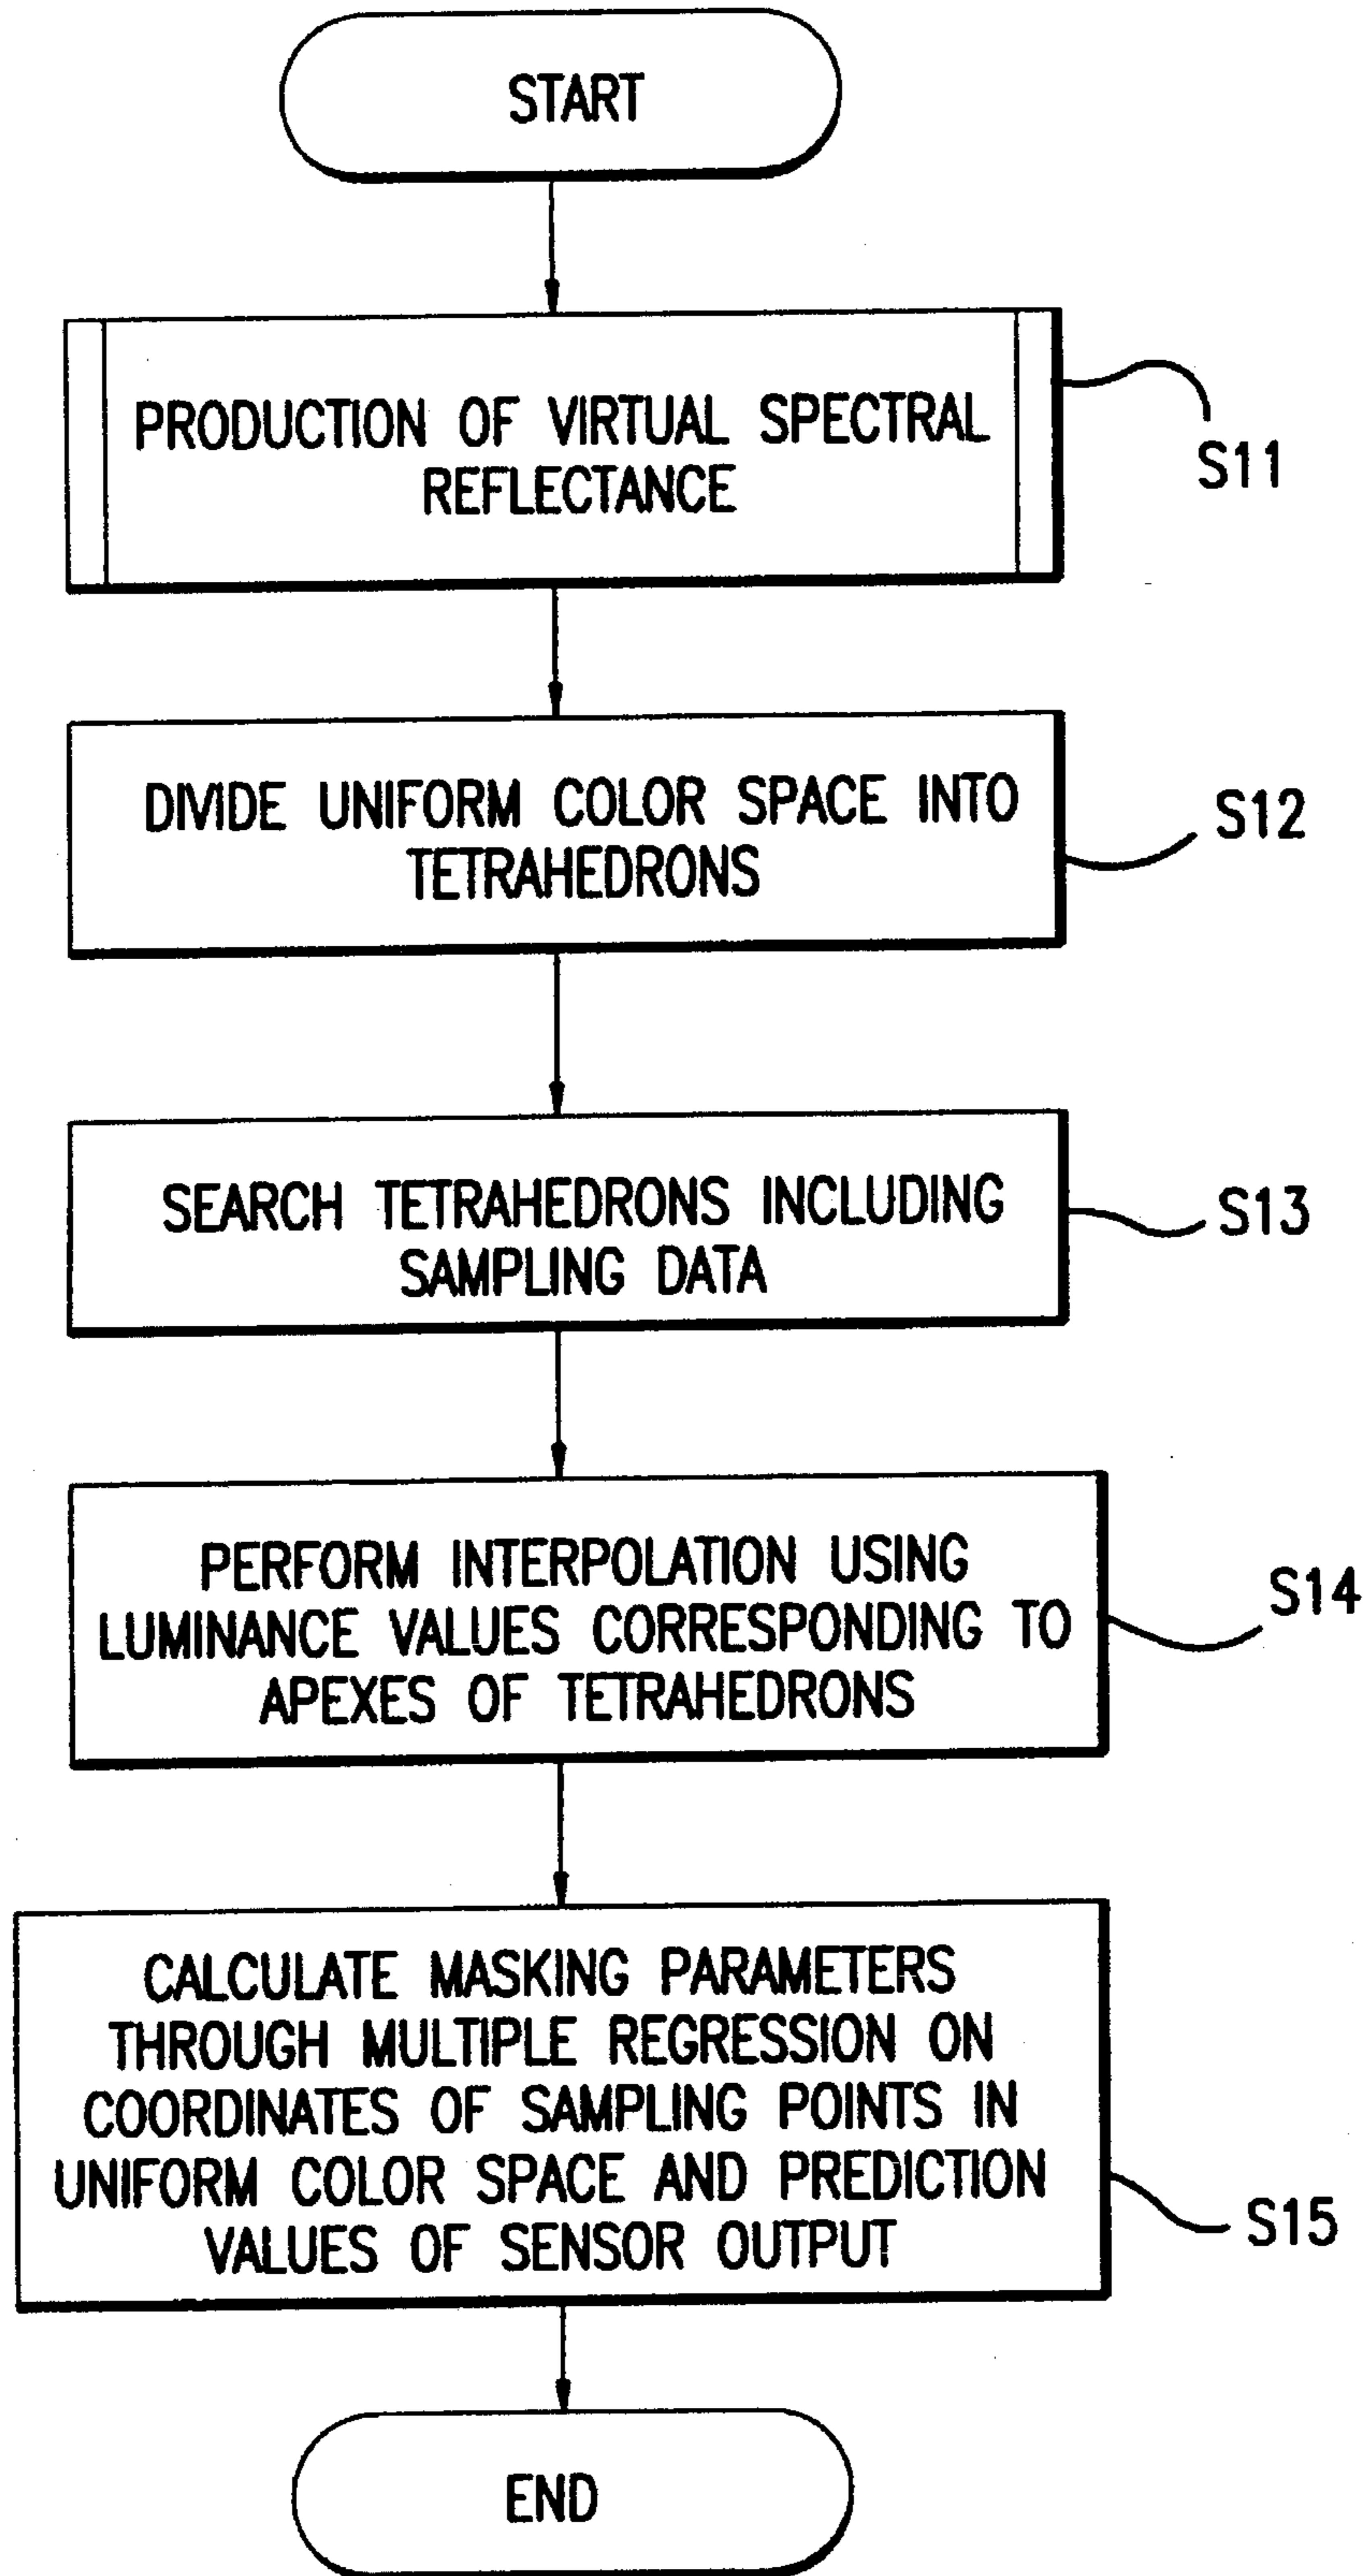 START
PRODUCTION OF VIRTUAL SPECTRAL
REFLECTANCE
S11
DIVIDE UNIFORM COLOR SPACE INTO
TETRAHEDRONS
S12
SEARCH TETRAHEDRONS INCLUDING
SAMPLING DATA
S13
PERFORM INTERPOLATION USING
LUMINANCE VALUES CORRESPONDING TO
APEXES OF TETRAHEDRONS
S14
CALCULATE MASKING PARAMETERS
THROUGH MULTIPLE REGRESSION ON
COORDINATES OF SAMPLING POINTS IN
UNIFORM COLOR SPACE AND PREDICTION
VALUES OF SENSOR OUTPUT
S15
END